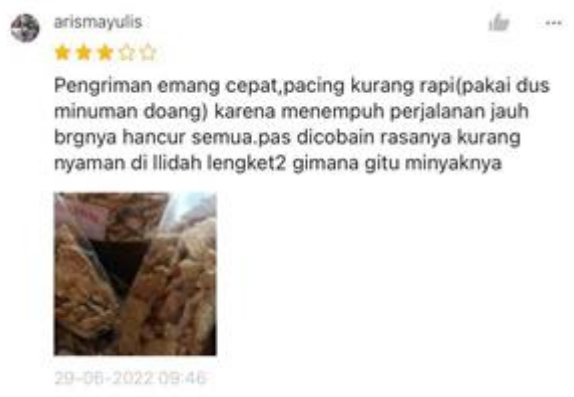 arismayulis
Pengriman emang cepat,pacing kurang rapi(pakai dus
minuman doang) karena menempuh perjalanan jauh
brgnya hancur semua.pas dicobain rasanya kurang
nyaman di llidah lengket2 gimana gitu minyaknya
29-06-2022 09:46